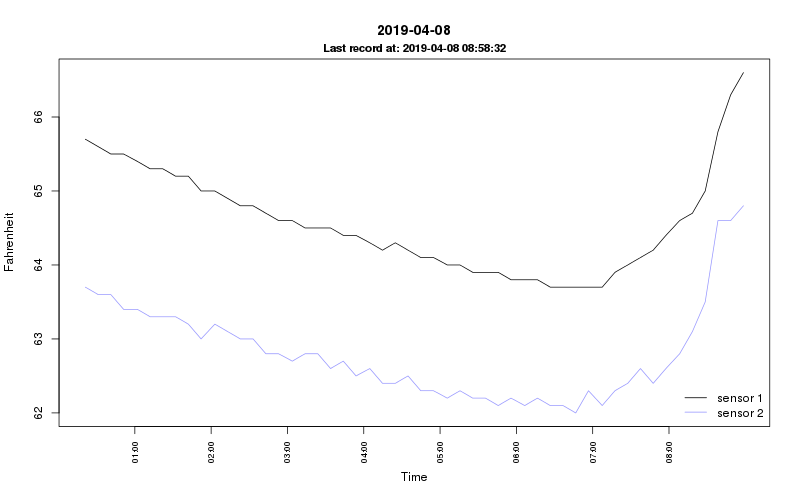 2019-04-08
Last record at: 2019-04-08 08:58:32
Fahrenheit
66
65
64
63
62
sensor 1
sensor 2
01:00 02:00 03:00 04:00 05:00 06:00 07:00 08:00
Time